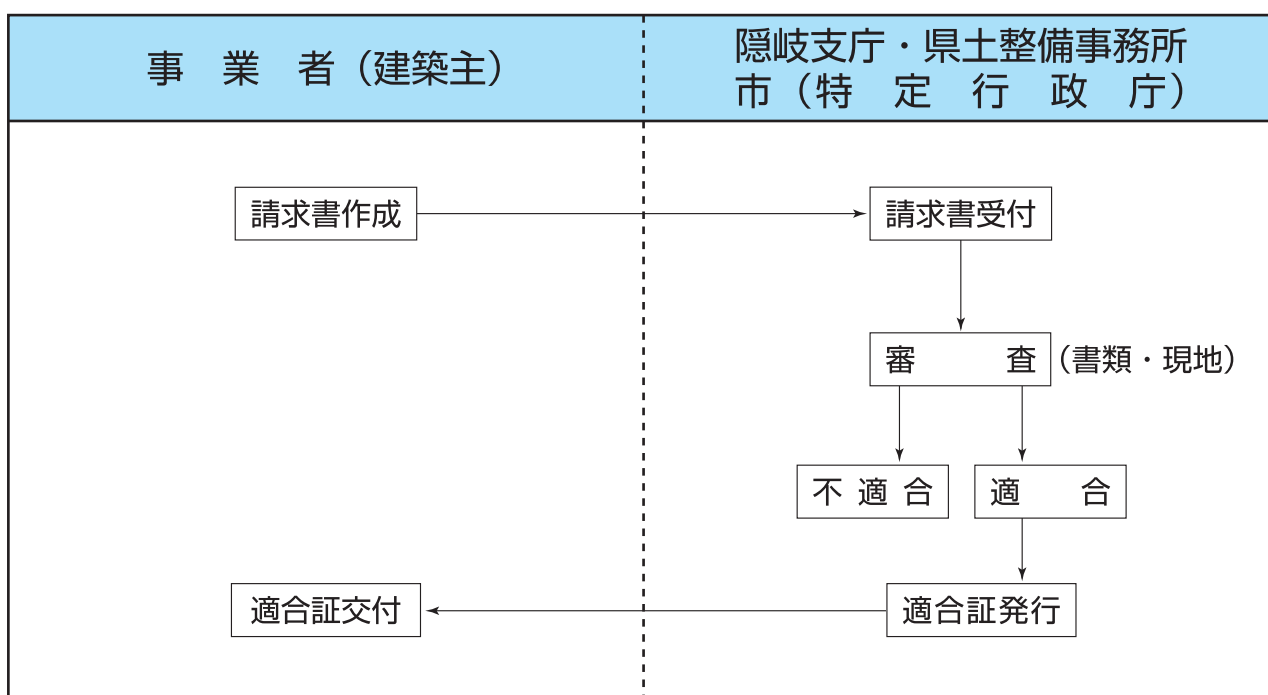 事業者（建築主）
隠岐支庁・県土整備事務所
市（特定行政庁）
請求書作成
請求書受付
審査（書類・現地）
不適合
適合
適合証交付
適合証発行